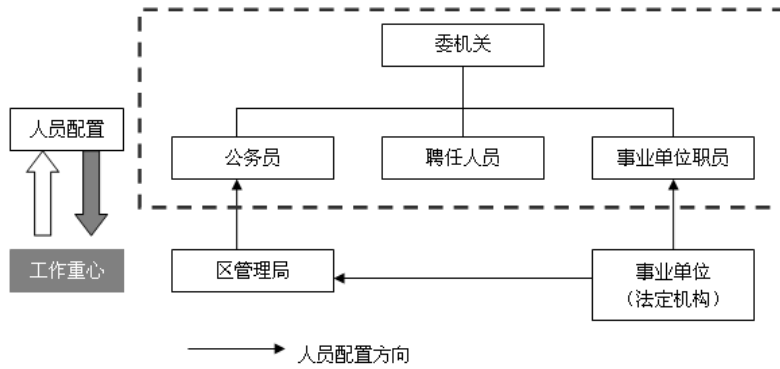 委机关
人员配置
公务员
聘任人员
事业单位职员
工作重心
区管理局
事业单位
（法定机构）
人员配置方向